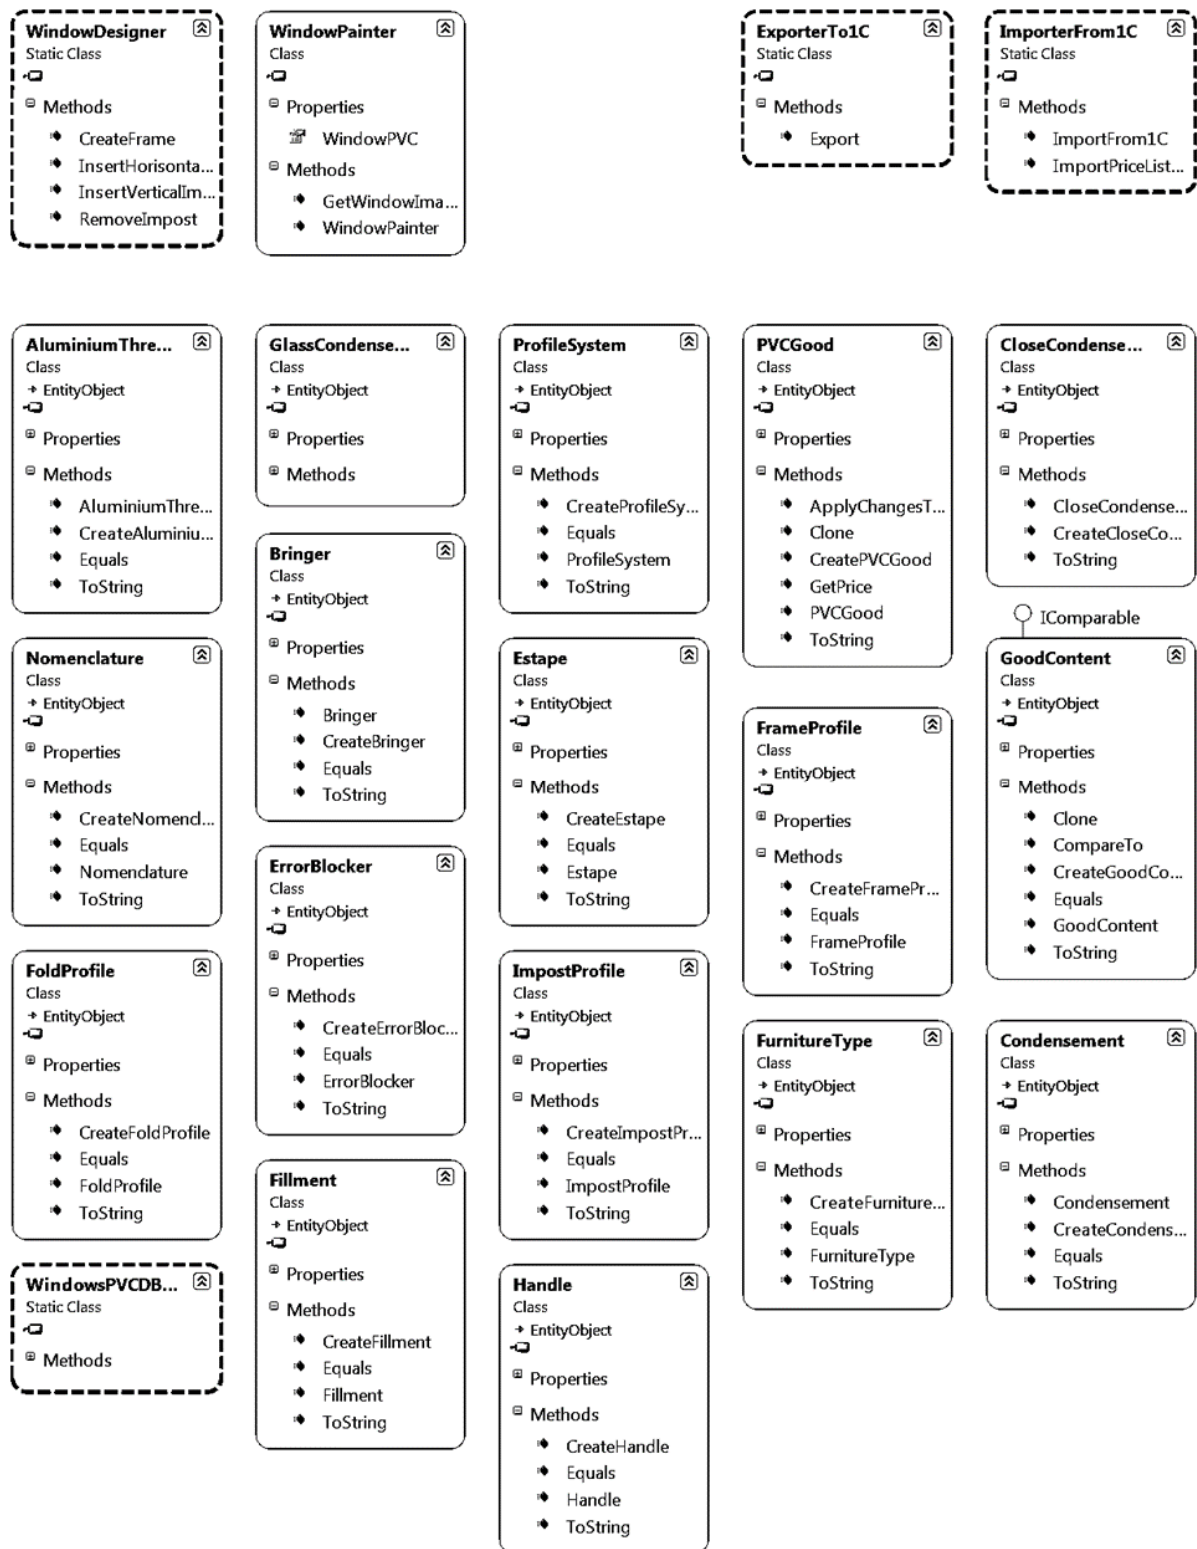 WindowDesigner
Static Class
Methods
CreateFrame
InsertHorisonta...
InsertVerticalIm...
RemoveImpost
WindowPainter
Class
Properties
WindowPVC
Methods
GetWindowIma...
WindowPainter
ExporterTo1C
Static Class
Methods
Export
ImporterFrom1C
Static Class
Methods
ImportFrom1C
ImportPriceList...
AluminiumThre...
Class
EntityObject
Properties
Methods
AluminiumThre...
CreateAluminiu...
Equals
ToString
GlassCondense...
Class
EntityObject
Properties
Methods
ProfileSystem
Class
EntityObject
Properties
Methods
CreateProfileSy...
Equals
ProfileSystem
ToString
PVCGood
Class
EntityObject
Properties
Methods
ApplyChangesT...
Clone
CreatePVCGood
GetPrice
PVCGood
ToString
CloseCondense...
Class
EntityObject
Properties
Methods
CloseCondense...
CreateCloseCo...
ToString
Nomenclature
Class
EntityObject
Properties
Methods
CreateNomencl...
Equals
Nomenclature
ToString
Bringer
Class
EntityObject
Properties
Methods
Bringer
CreateBringer
Equals
ToString
Estape
Class
EntityObject
Properties
Methods
CreateEstape
Equals
Estape
ToString
FrameProfile
Class
EntityObject
Properties
Methods
CreateFramePr...
Equals
FrameProfile
ToString
IComparable
GoodContent
Class
EntityObject
Properties
Methods
Clone
CompareTo
CreateGoodCo...
Equals
GoodContent
ToString
FoldProfile
Class
EntityObject
Properties
Methods
CreateFoldProfile
Equals
FoldProfile
ToString
ErrorBlocker
Class
EntityObject
Properties
Methods
CreateErrorBloc...
Equals
ErrorBlocker
ToString
ImpostProfile
Class
EntityObject
Properties
Methods
CreateImpostPr...
Equals
ImpostProfile
ToString
FurnitureType
Class
EntityObject
Properties
Methods
CreateFurniture...
Equals
FurnitureType
ToString
Condensement
Class
EntityObject
Properties
Methods
Condensement
CreateCondens...
Equals
ToString
WindowsPVCDB...
Static Class
Methods
Fillment
Class
EntityObject
Properties
Methods
CreateFillment
Equals
Fillment
ToString
Handle
Class
EntityObject
Properties
Methods
CreateHandle
Equals
Handle
ToString